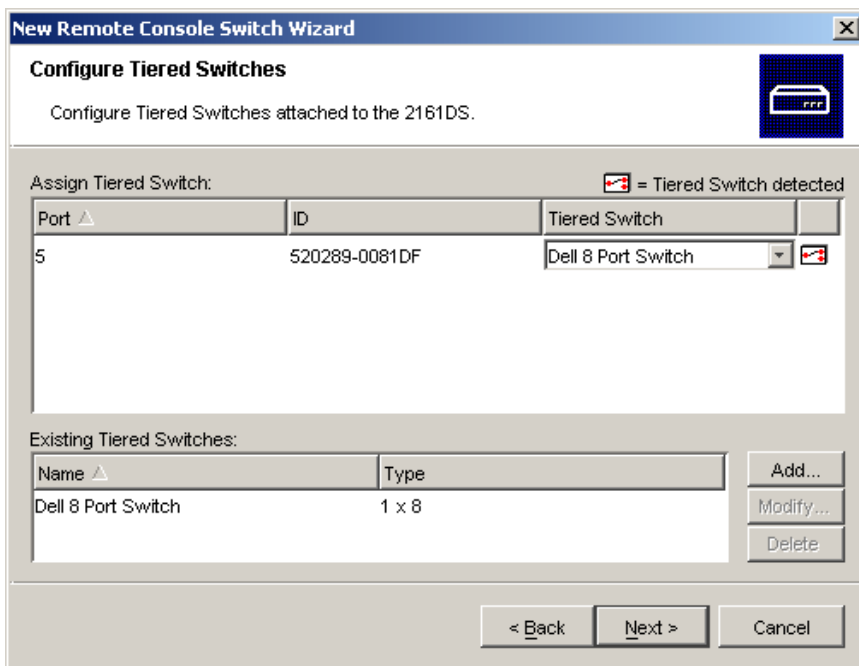 New Remote Console Switch Wizard
Configure Tiered Switches
Configure Tiered Switches attached to the 2161DS.
Assign Tiered Switch:
= Tiered Switch detected
Port
ID
Tiered Switch
5
520289-0081DF
Dell 8 Port Switch
Existing Tiered Switches:
Name
Type
Dell 8 Port Switch
1 x 8
Add...
Modify...
Delete
< Back
Next >
Cancel